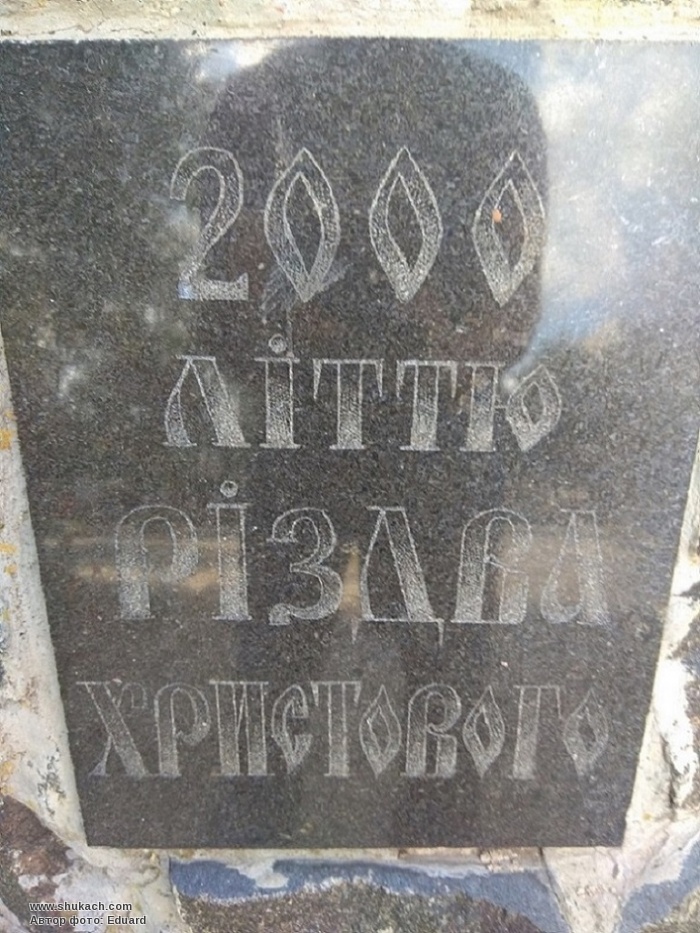 2000
ЛІТТЮ
РІЗДВА
ХРИСТОВОГО
www.shukach.com
Автор фото: Eduard